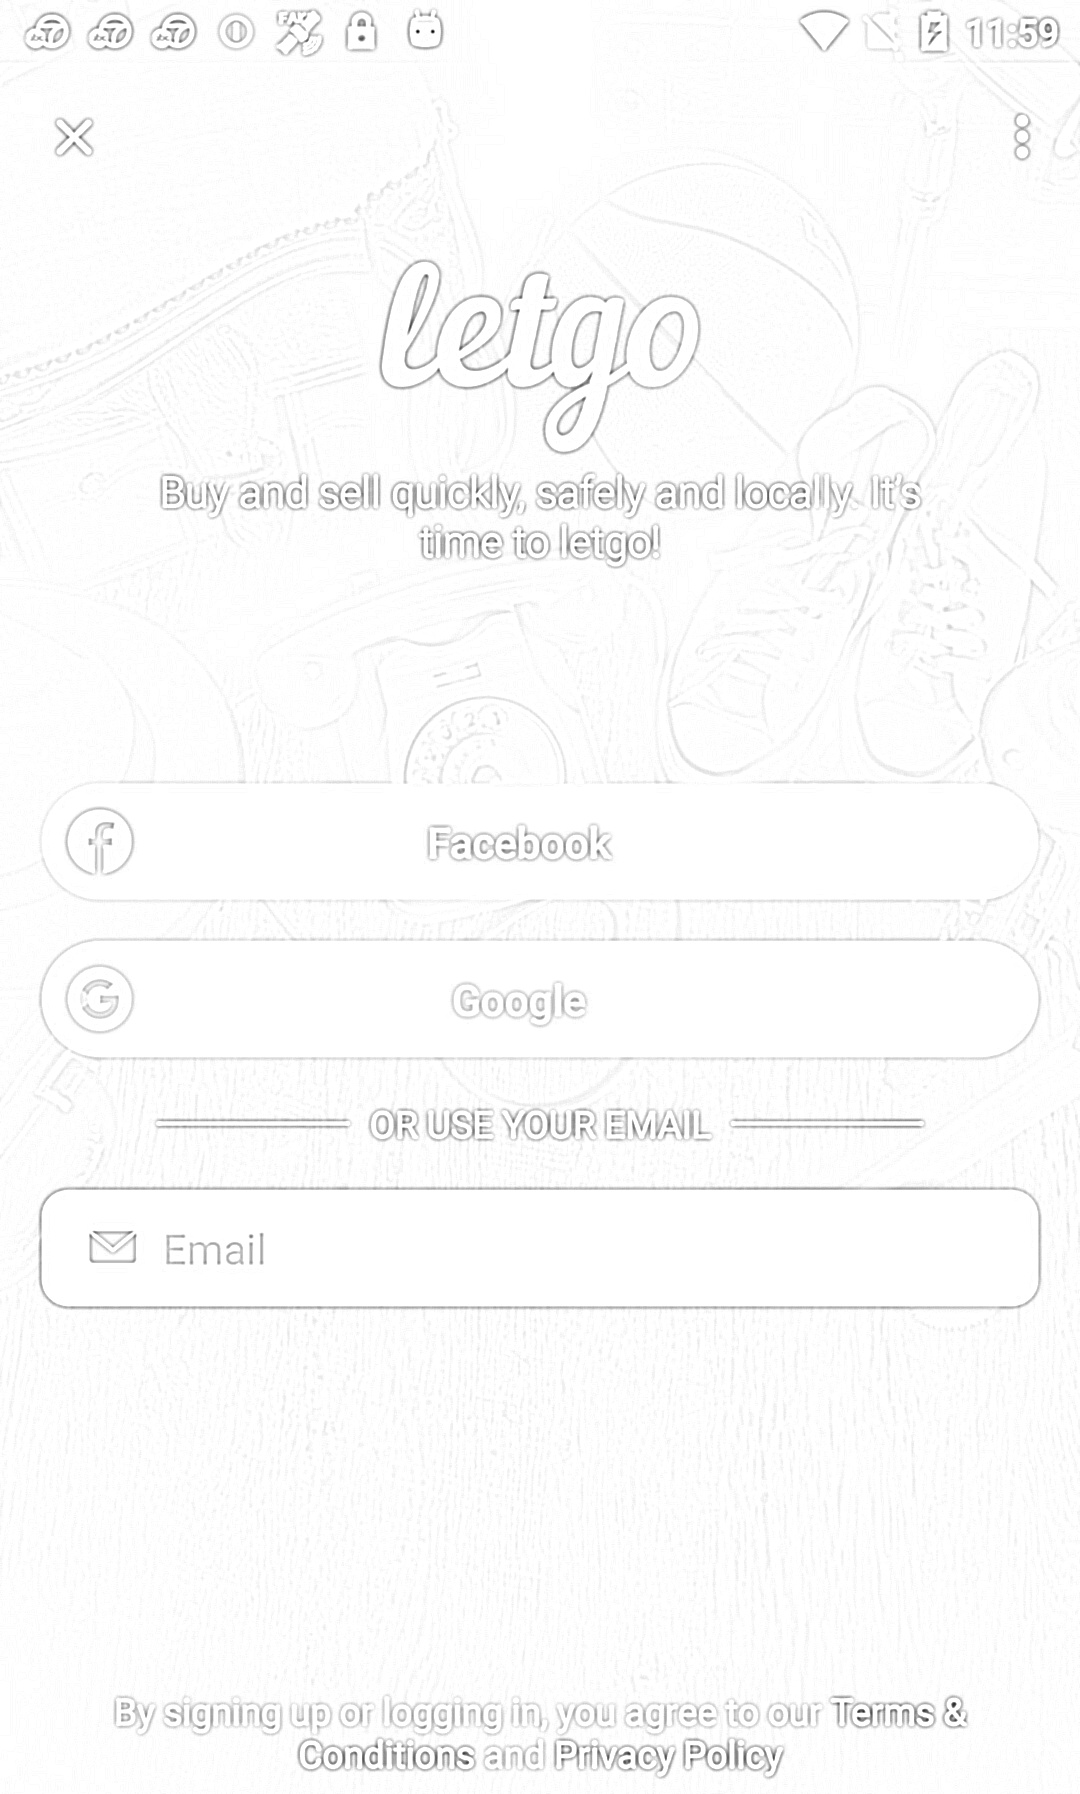 11:59
letgo
Buy and sell quickly, safely and locally. It's
time to letgo!
Facebook
Google
OR USE YOUR EMAIL
Email
By signing up or logging in, you agree to our Terms &
Conditions and Privacy Policy